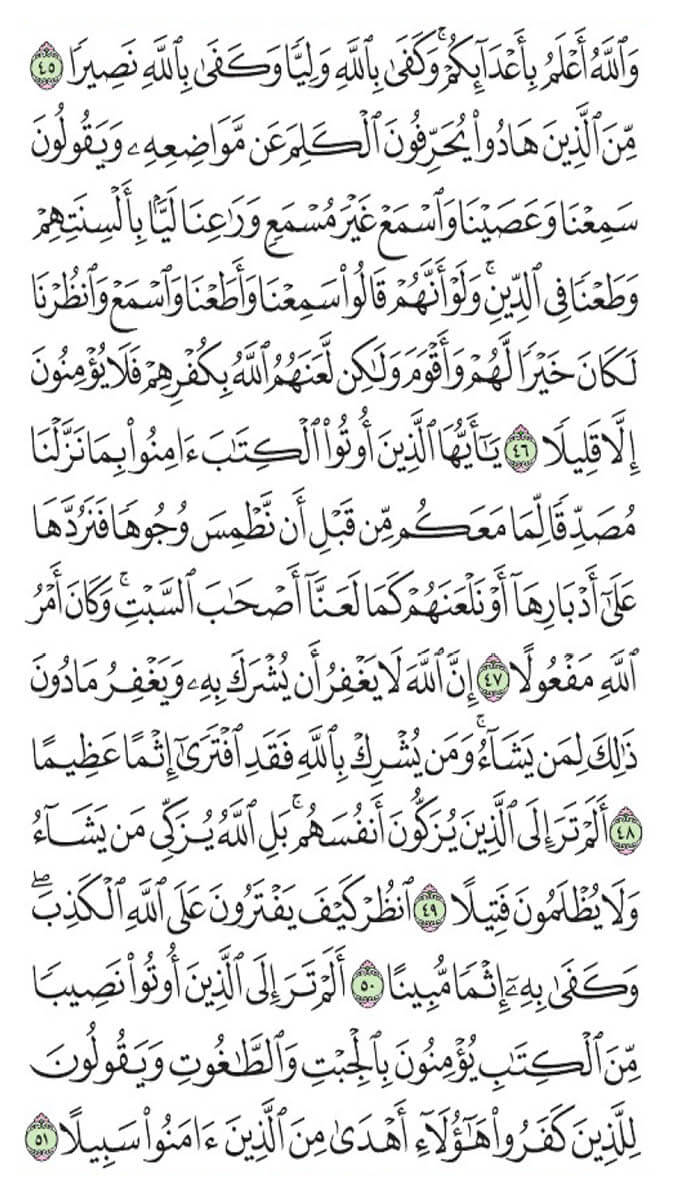 وَٱللَّهُ أَعْلَمُ بِأَعْدَآئِكُمْ ۚ وَكَفَىٰ بِٱللَّهِ وَلِيًّا وَكَفَىٰ بِٱللَّهِ نَصِيرًا ٤٥
مِّنَ ٱلَّذِينَ هَادُوا۟ يُحَرِّفُونَ ٱلْكَلِمَ عَن مَّوَاضِعِهِۦ وَيَقُولُونَ
سَمِعْنَا وَعَصَيْنَا وَٱسْمَعْ غَيْرَ مُسْمَعٍ وَرَٰعِنَا لَيًّۢا بِأَلْسِنَتِهِمْ
وَطَعْنًا فِى ٱلدِّينِ ۚ وَلَوْ أَنَّهُمْ قَالُوا۟ سَمِعْنَا وَأَطَعْنَا وَٱسْمَعْ وَٱنظُرْنَا
لَكَانَ خَيْرًا لَّهُمْ وَأَقْوَمَ وَلَٰكِن لَّعَنَهُمُ ٱللَّهُ بِكُفْرِهِمْ فَلَا يُؤْمِنُونَ
إِلَّا قَلِيلًا ٤٦ يَٰٓأَيُّهَا ٱلَّذِينَ أُوتُوا۟ ٱلْكِتَٰبَ ءَامِنُوا۟ بِمَا نَزَّلْنَا
مُصَدِّقًا لِّمَا مَعَكُم مِّن قَبْلِ أَن نَّطْمِسَ وُجُوهًا فَنَرُدَّهَا
عَلَىٰٓ أَدْبَارِهَآ أَوْ نَلْعَنَهُمْ كَمَا لَعَنَّآ أَصْحَٰبَ ٱلسَّبْتِ ۚ وَكَانَ أَمْرُ
ٱللَّهِ مَفْعُولًا ٤٧ إِنَّ ٱللَّهَ لَا يَغْفِرُ أَن يُشْرَكَ بِهِۦ وَيَغْفِرُ مَا دُونَ
ذَٰلِكَ لِمَن يَشَآءُ ۚ وَمَن يُشْرِكْ بِٱللَّهِ فَقَدِ ٱفْتَرَىٰٓ إِثْمًا عَظِيمًا
٤٨ أَلَمْ تَرَ إِلَى ٱلَّذِينَ يُزَكُّونَ أَنفُسَهُم ۚ بَلِ ٱللَّهُ يُزَكِّى مَن يَشَآءُ
وَلَا يُظْلَمُونَ فَتِيلًا ٤٩ ٱنظُرْ كَيْفَ يَفْتَرُونَ عَلَى ٱللَّهِ ٱلْكَذِبَ ۖ
وَكَفَىٰ بِهِۦٓ إِثْمًا مُّبِينًا ٥٠ أَلَمْ تَرَ إِلَى ٱلَّذِينَ أُوتُوا۟ نَصِيبًا
مِّنَ ٱلْكِتَٰبِ يُؤْمِنُونَ بِٱلْجِبْتِ وَٱلطَّٰغُوتِ وَيَقُولُونَ
لِلَّذِينَ كَفَرُوا۟ هَٰٓؤُلَآءِ أَهْدَىٰ مِنَ ٱلَّذِينَ ءَامَنُوا۟ سَبِيلًا ٥١